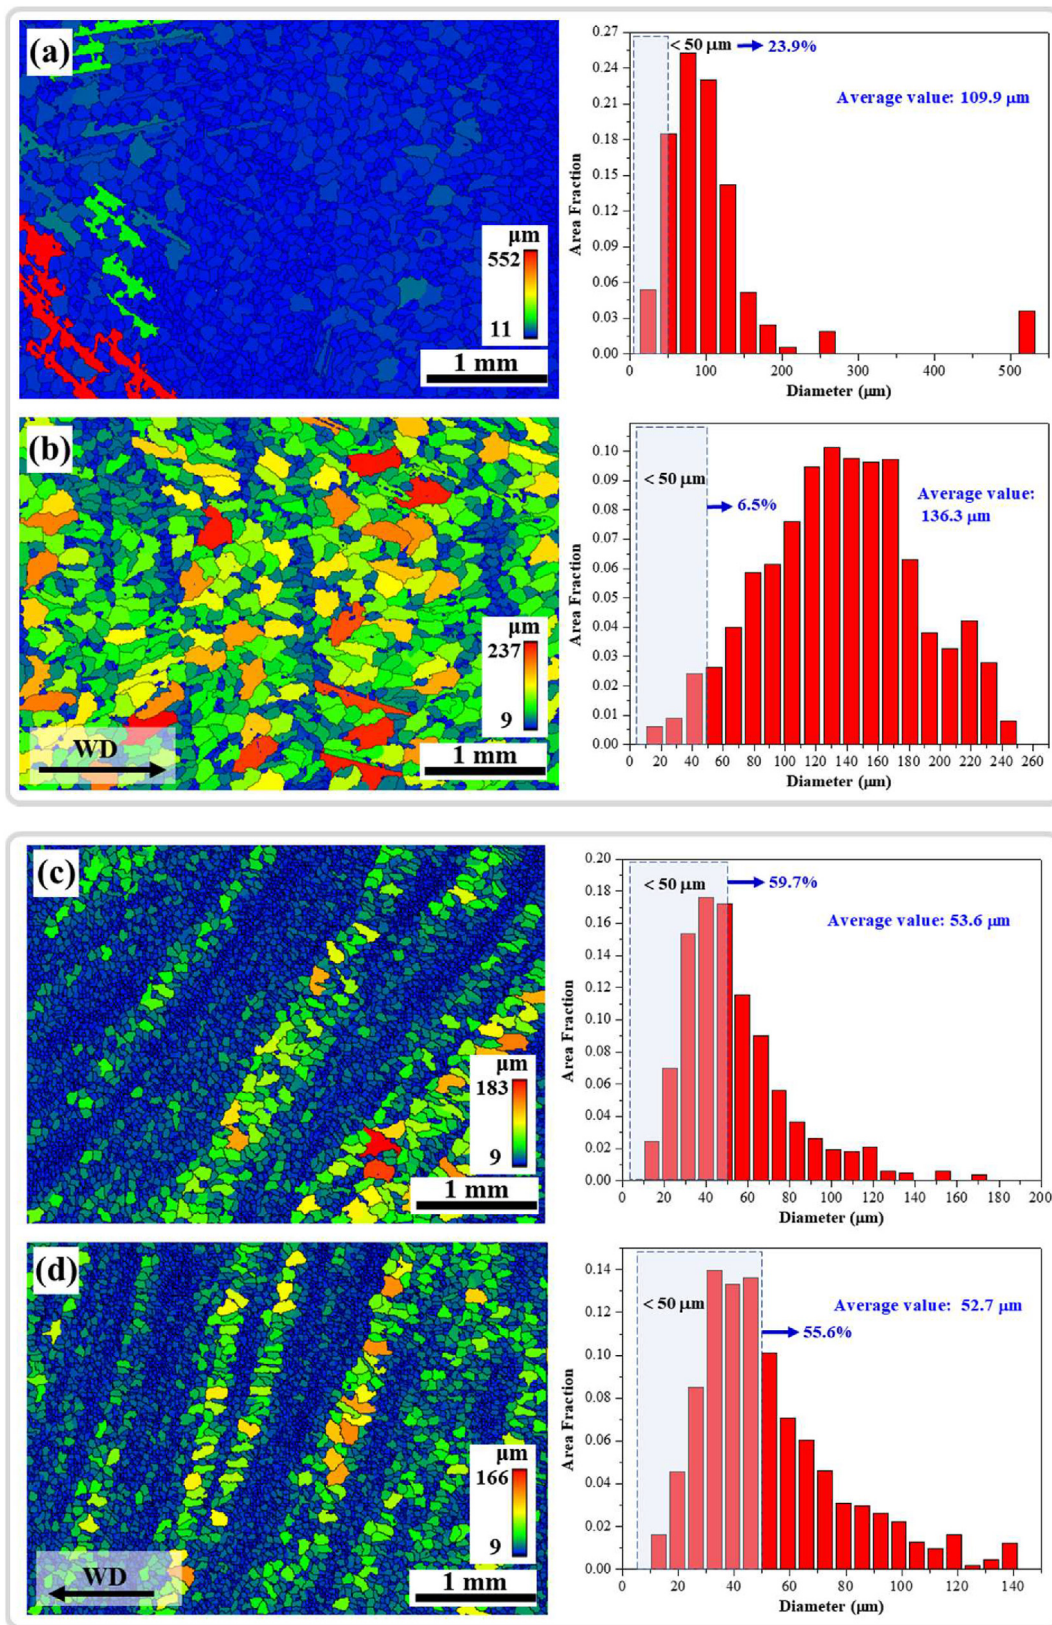 (a)
μm
552
11
1 mm
0.27
0.24
0.21
0.18
0.15
0.12
0.09
0.06
0.03
0.00
Area Fraction
< 50 μm
23.9%
Average value: 109.9 μm
0 100 200 300 400 500
Diameter (μm)
(b)
μm
237
9
1 mm
WD
0.10
0.09
0.08
0.07
0.06
0.05
0.04
0.03
0.02
0.01
0.00
Area Fraction
< 50 μm
6.5%
Average value:
136.3 μm
0 20 40 60 80 100 120 140 160 180 200 220 240 260
Diameter (μm)
(c)
μm
183
9
1 mm
0.20
0.18
0.16
0.14
0.12
0.10
0.08
0.06
0.04
0.02
0.00
Area Fraction
< 50 μm
59.7%
Average value: 53.6 μm
0 20 40 60 80 100 120 140 160 180 200
Diameter (μm)
(d)
μm
166
9
1 mm
WD
0.14
0.12
0.10
0.08
0.06
0.04
0.02
0.00
Area Fraction
< 50 μm
Average value: 52.7 μm
55.6%
0 20 40 60 80 100 120 140
Diameter (μm)